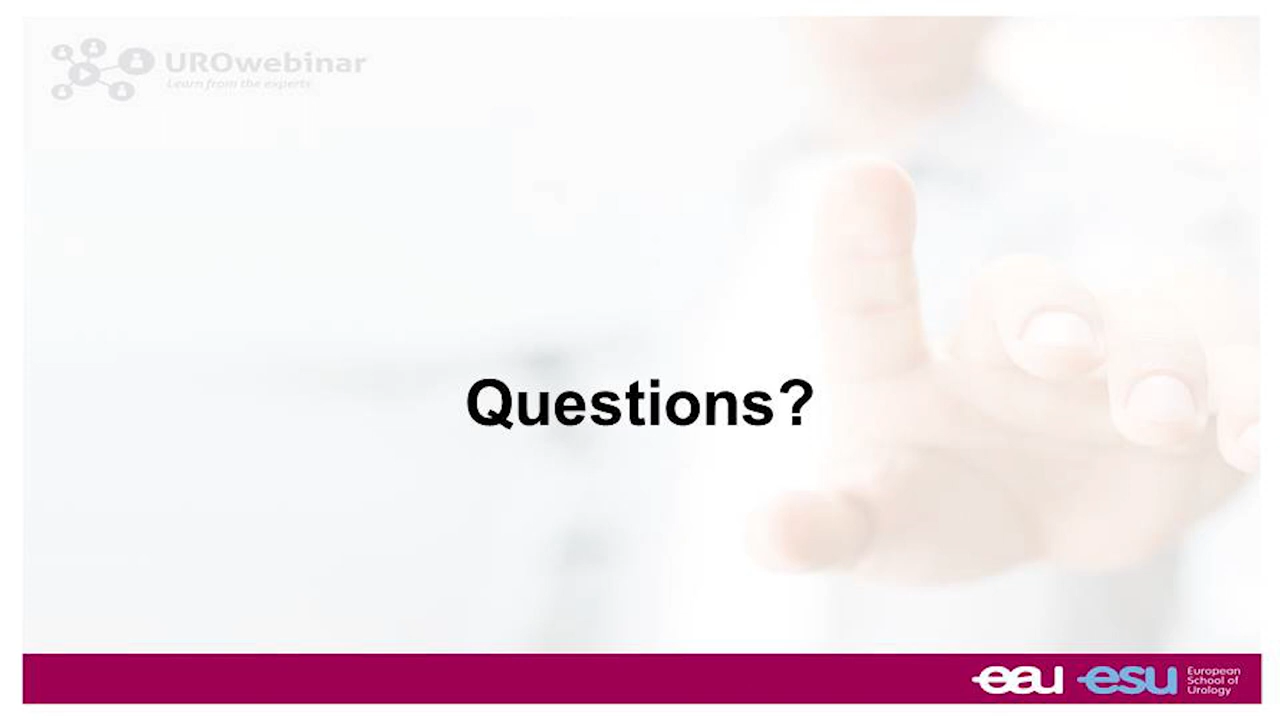 UROwebinar
Learn from the experts
Questions?
eau esu European
School of
Urology